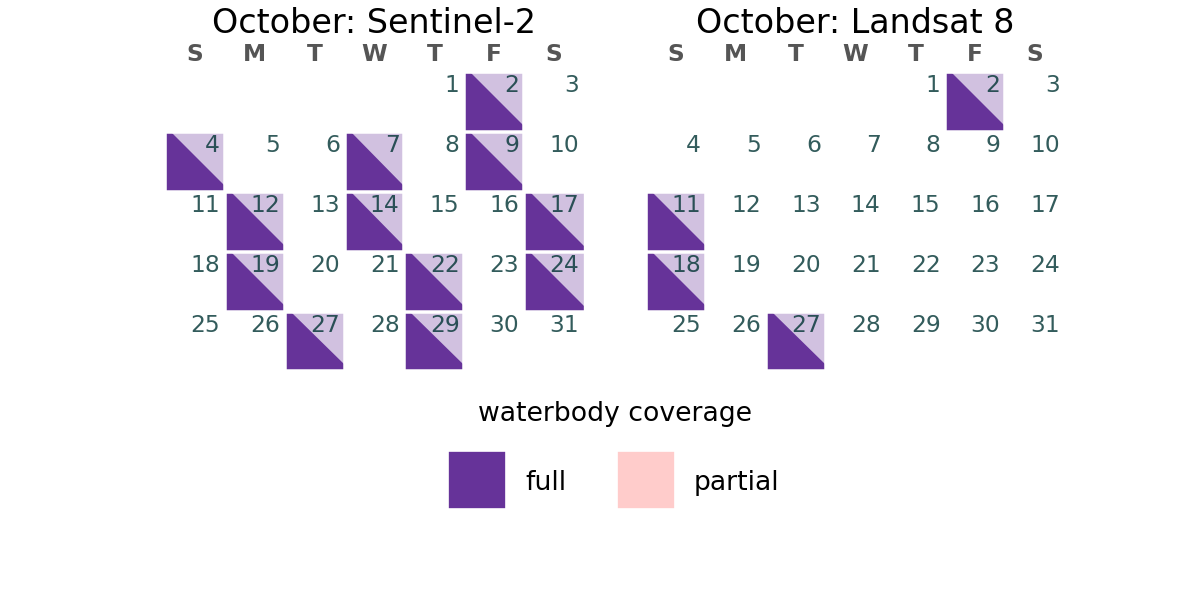 October: Sentinel-2
S M T W T F S
1 2 3
4 5 6 7 8 9 10
11 12 13 14 15 16 17
18 19 20 21 22 23 24
25 26 27 28 29 30 31
October: Landsat 8
S M T W T F S
1 2 3
4 5 6 7 8 9 10
11 12 13 14 15 16 17
18 19 20 21 22 23 24
25 26 27 28 29 30 31
waterbody coverage
full
partial